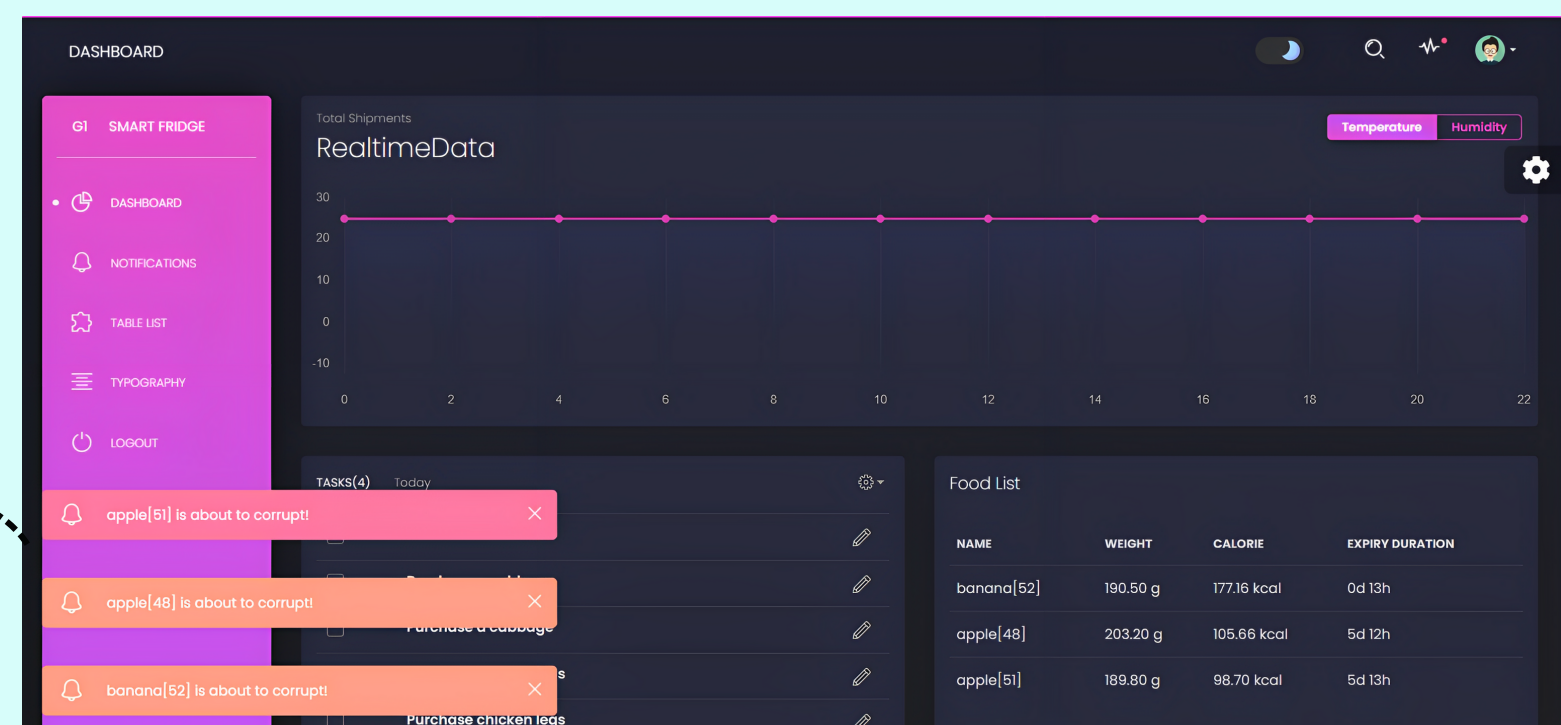 DASHBOARD
G1 SMART FRIDGE
DASHBOARD
NOTIFICATIONS
TABLE LIST
TYPOGRAPHY
LOGOUT
Total Shipments
RealtimeData
Temperature Humidity
30
20
10
0
-10
0 2 4 6 8 10 12 14 16 18 20 22
TASKS(4) Today
apple[51] is about to corrupt!
apple[48] is about to corrupt!
Purchase a cabbage
banana[52] is about to corrupt!
s
Purchase chicken legs
Food List
NAME WEIGHT CALORIE EXPIRY DURATION
banana[52] 190.50 g 177.16 kcal 0d 13h
apple[48] 203.20 g 105.66 kcal 5d 12h
apple[51] 189.80 g 98.70 kcal 5d 13h